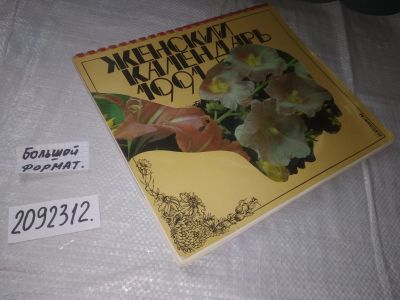 ЖЕНСКИЙ
КАЛЕНДАРЬ
1991
БОЛЬШОЙ
ФОРМАТ.
2092312.